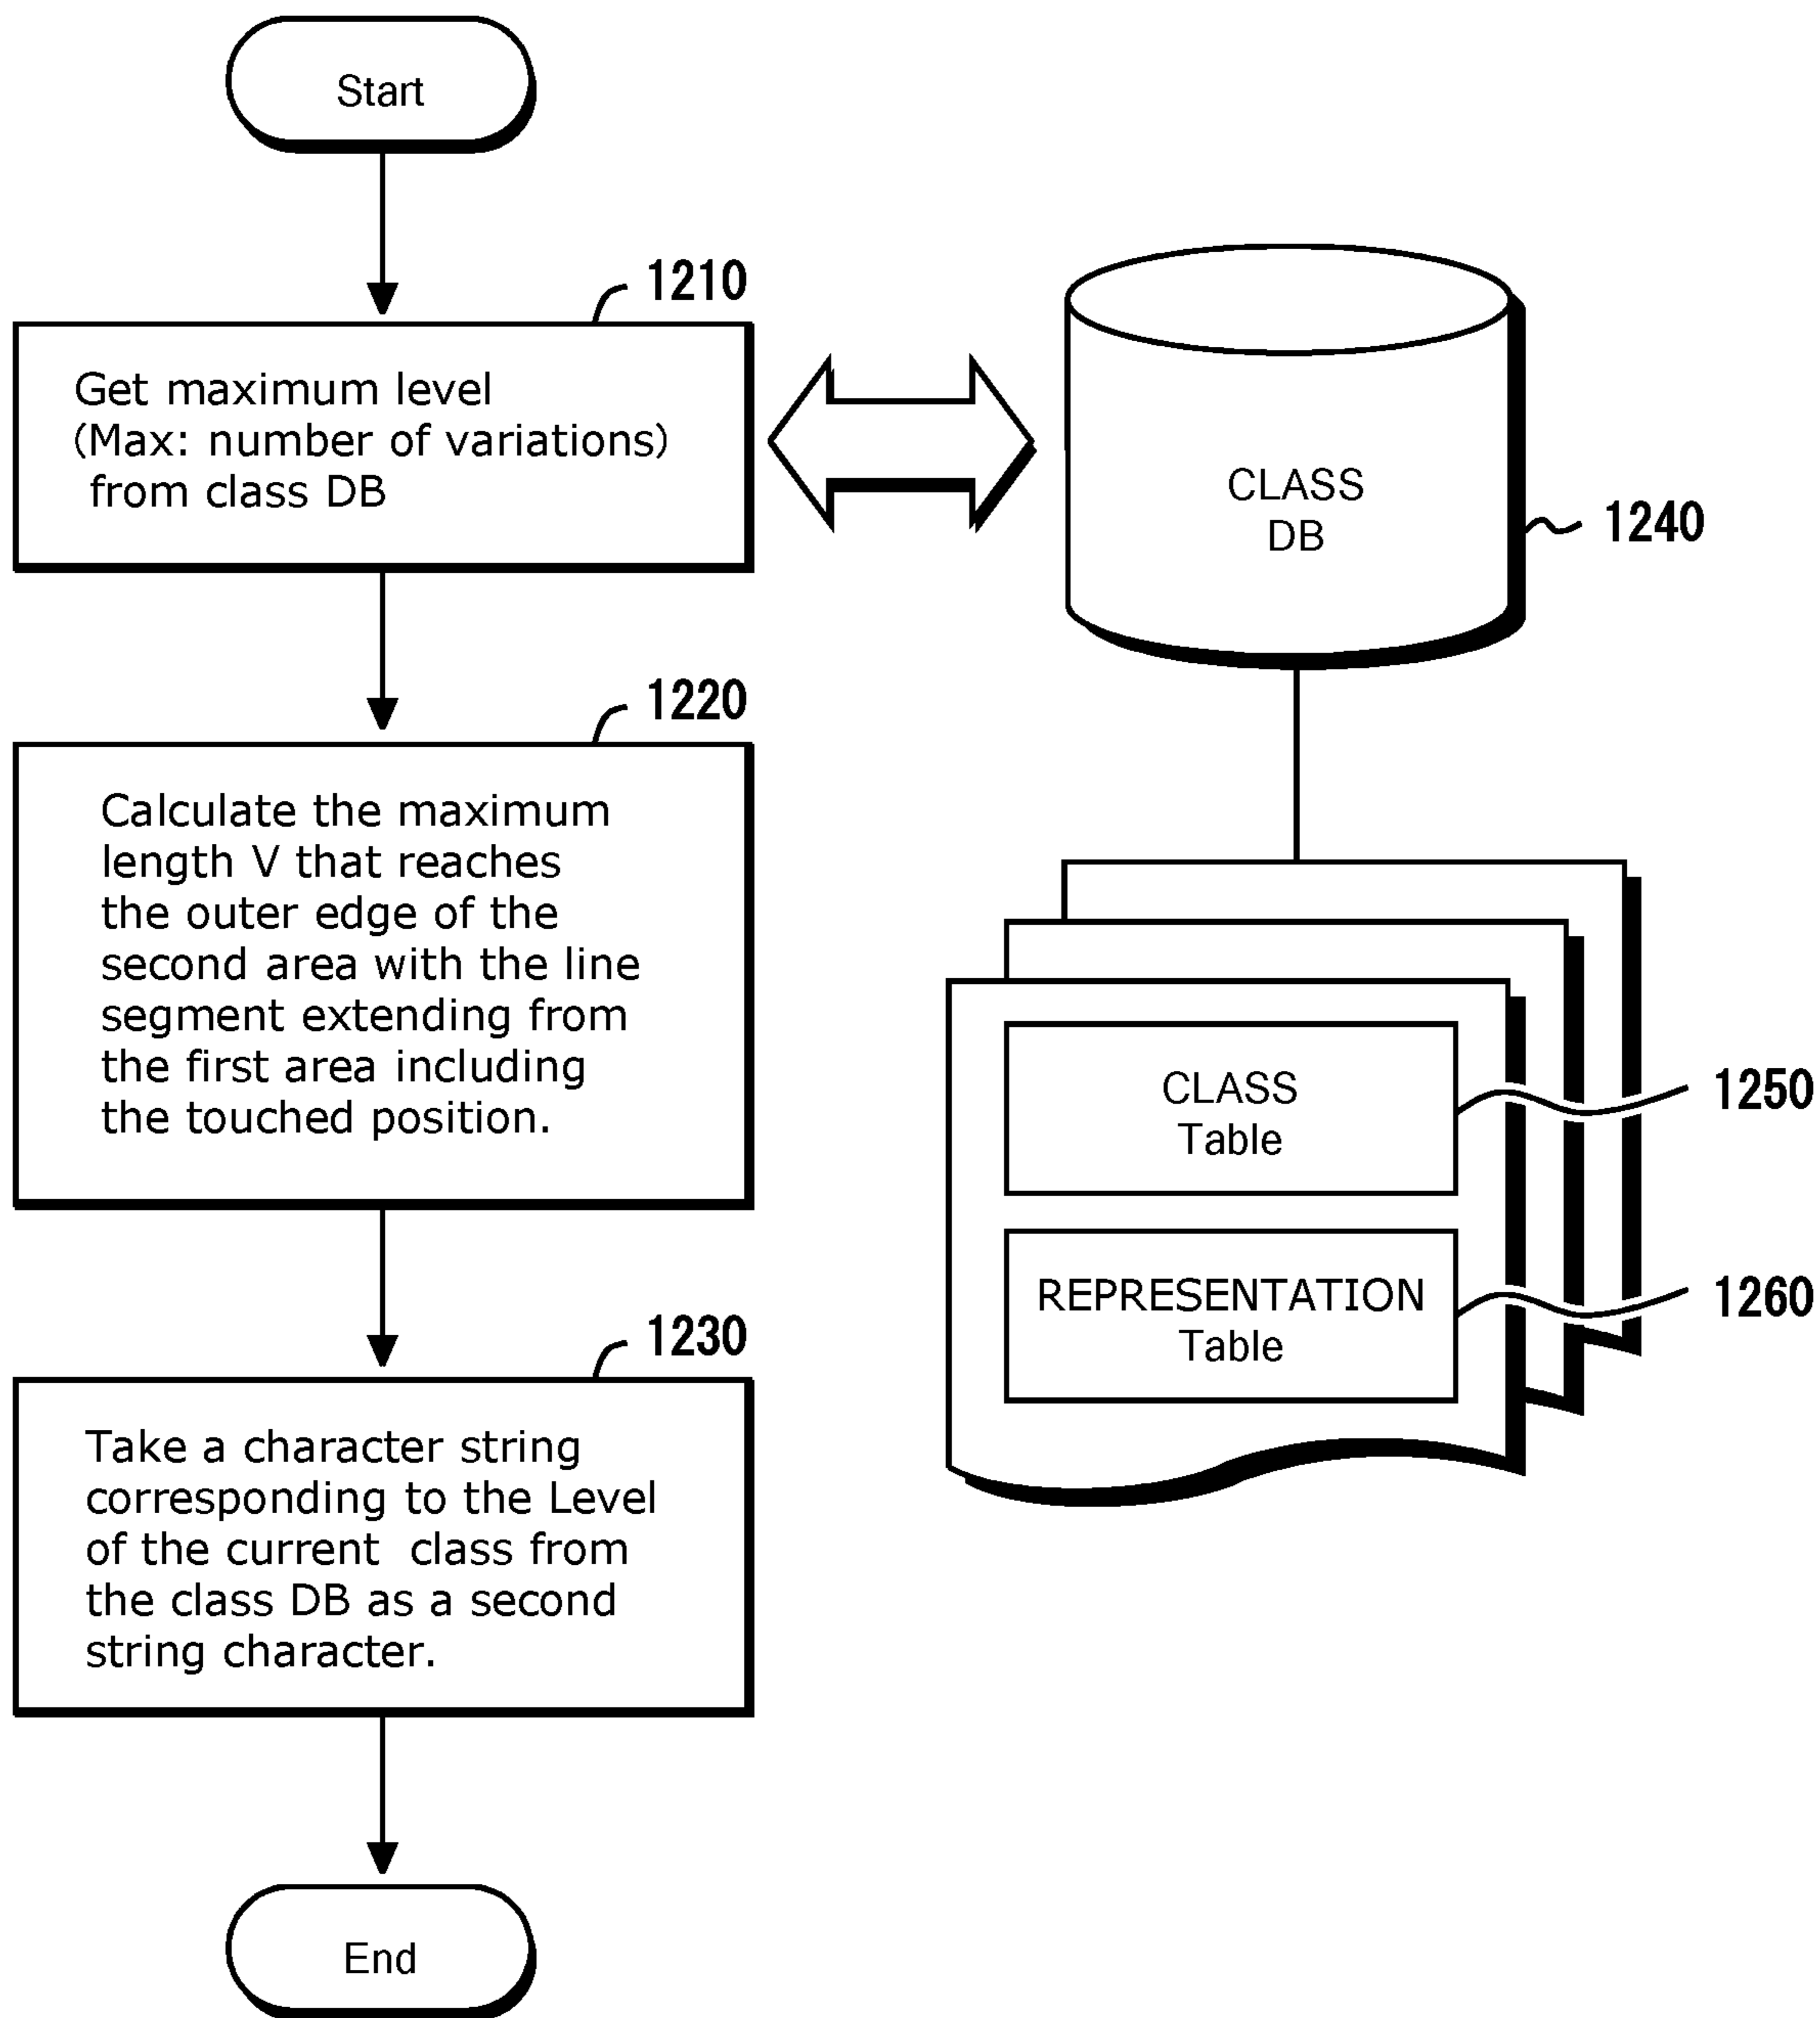 Start
1210
Get maximum level
(Max: number of variations)
from class DB
1220
Calculate the maximum
length V that reaches
the outer edge of the
second area with the line
segment extending from
the first area including
the touched position.
1230
Take a character string
corresponding to the Level
of the current class from
the class DB as a second
string character.
End
CLASS
DB
1240
CLASS
Table
1250
REPRESENTATION
Table
1260